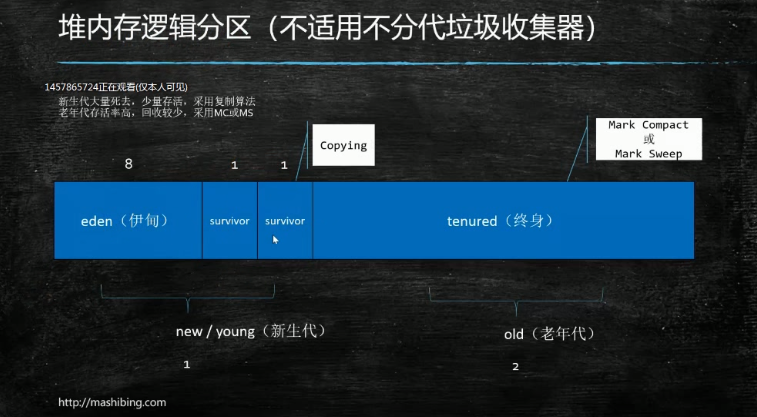 堆内存逻辑分区（不适用不分代垃圾收集器）
1457865724正在观看(仅本人可见)
新生代大量死去，少量存活，采用复制算法
老年代存活率高，回收较少，采用MC或MS
Copying
Mark Compact
或
Mark Sweep
8
1
1
eden（伊甸）
survivor
survivor
tenured（终身）
new / young（新生代）
old（老年代）
1
2
http://mashibing.com